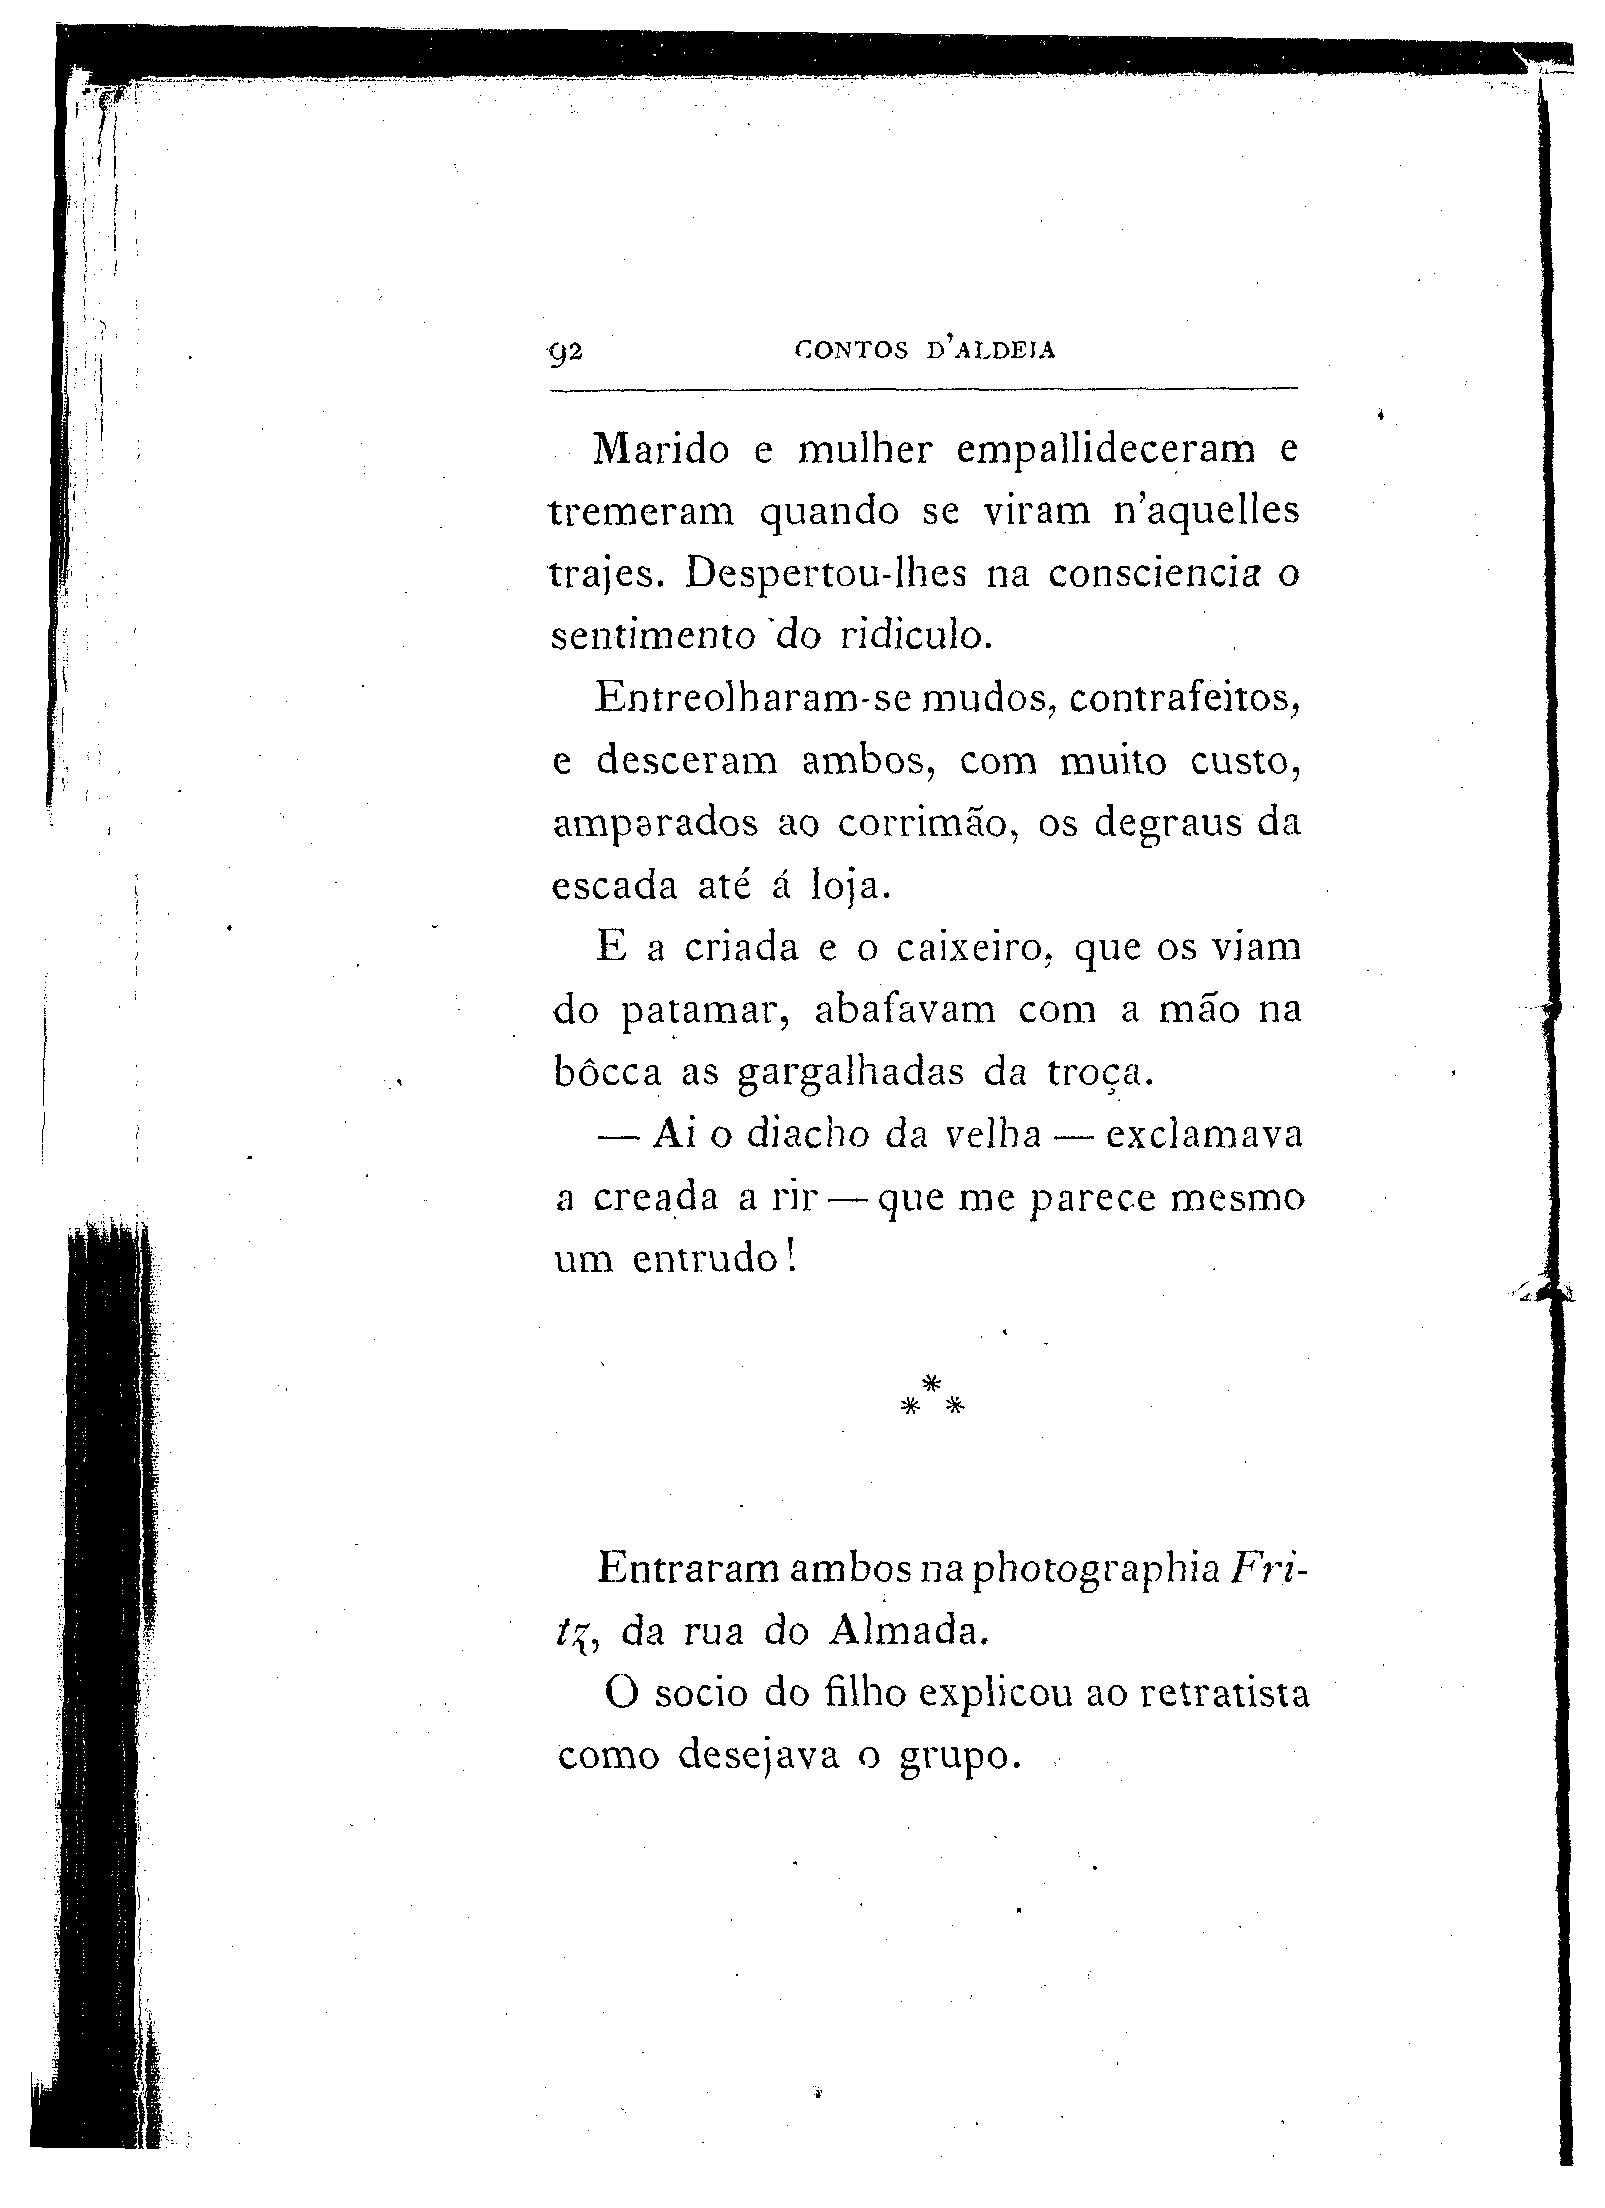 92 CONTOS D'ALDEIA
Marido e mulher empallideceram e
tremeram quando se viram n'aquelles
trajes. Despertou-lhes na consciencia o
sentimento do ridiculo.
Entreolharam-se mudos, contrafeitos,
e desceram ambos, com muito custo,
amparados ao corrimão, os degraus da
escada até á loja.
E a criada e o caixeiro, que os viam
do patamar, abafavam com a mão na
bôcca as gargalhadas da troça.
— Ai o diacho da velha — exclamava
a creada a rir — que me parece mesmo
um entrudo!
*
* *
Entraram ambos na photographia Fri-
tz, da rua do Almada.
O socio do filho explicou ao retratista
como desejava o grupo.